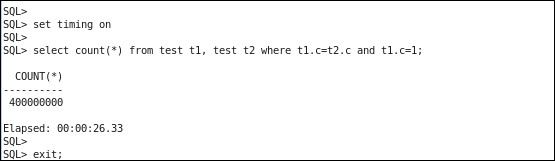 SQL>
SQL> set timing on
SQL>
SQL> select count(*) from test t1, test t2 where t1.c=t2.c and t1.c=1;
COUNT(*)
----------
400000000
Elapsed: 00:00:26.33
SQL>
SQL> exit;